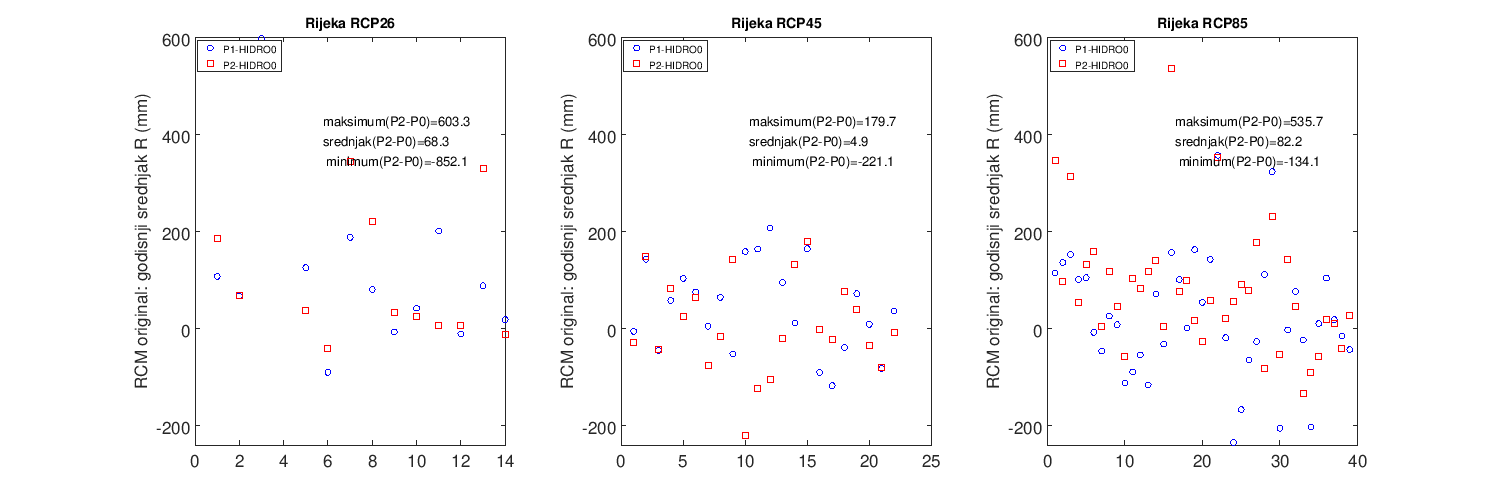 Rijeka RCP26
P1-HIDRO0
P2-HIDRO0
maksimum(P2-P0)=603.3
srednjak(P2-P0)=68.3
minimum(P2-P0)=-852.1
RCM original: godisnji srednjak R (mm)
600
400
200
0
-200
0 2 4 6 8 10 12 14
Rijeka RCP45
P1-HIDRO0
P2-HIDRO0
maksimum(P2-P0)=179.7
srednjak(P2-P0)=4.9
minimum(P2-P0)=-221.1
RCM original: godisnji srednjak R (mm)
600
400
200
0
-200
0 5 10 15 20 25
Rijeka RCP85
P1-HIDRO0
P2-HIDRO0
maksimum(P2-P0)=535.7
srednjak(P2-P0)=82.2
minimum(P2-P0)=-134.1
RCM original: godisnji srednjak R (mm)
600
400
200
0
-200
0 10 20 30 40